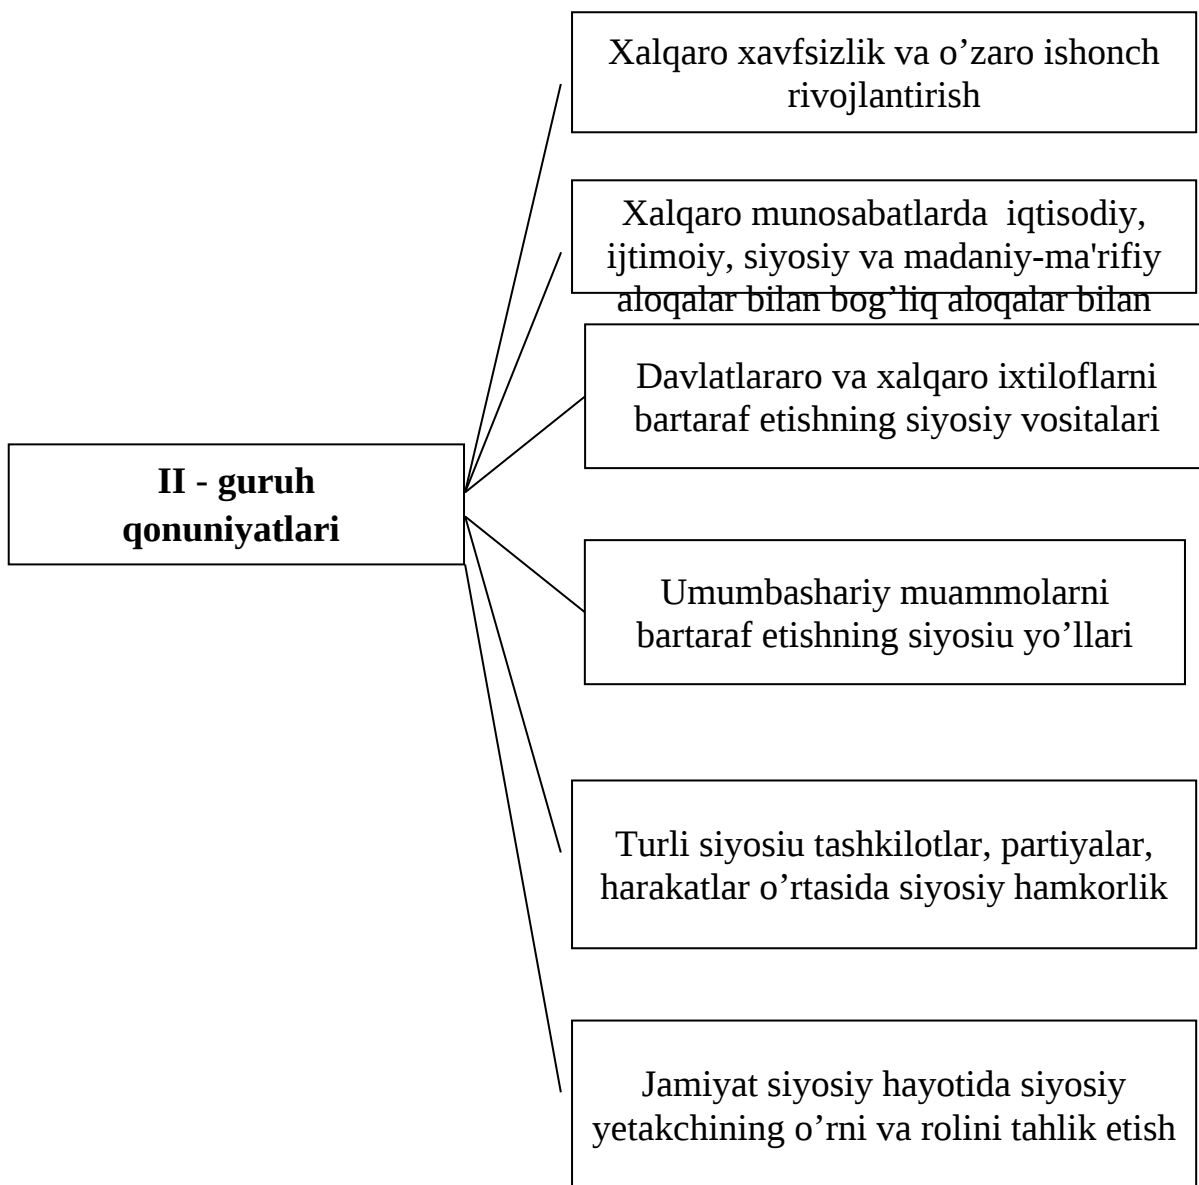 Xalqaro xavfsizlik va o’zaro ishonch
rivojlantirish
Xalqaro munosabatlarda  iqtisodiy,
ijtimoiy, siyosiy va madaniy-ma'rifiy
aloqalar bilan bog’liq aloqalar bilan
Davlatlararo va xalqaro ixtiloflarni
bartaraf etishning siyosiy vositalari
II - guruh
qonuniyatlari
Umumbashariy muammolarni
bartaraf etishning siyosiu yo’llari
Turli siyosiu tashkilotlar, partiyalar,
harakatlar o’rtasida siyosiy hamkorlik
Jamiyat siyosiy hayotida siyosiy
yetakchining o’rni va rolini tahlik etish